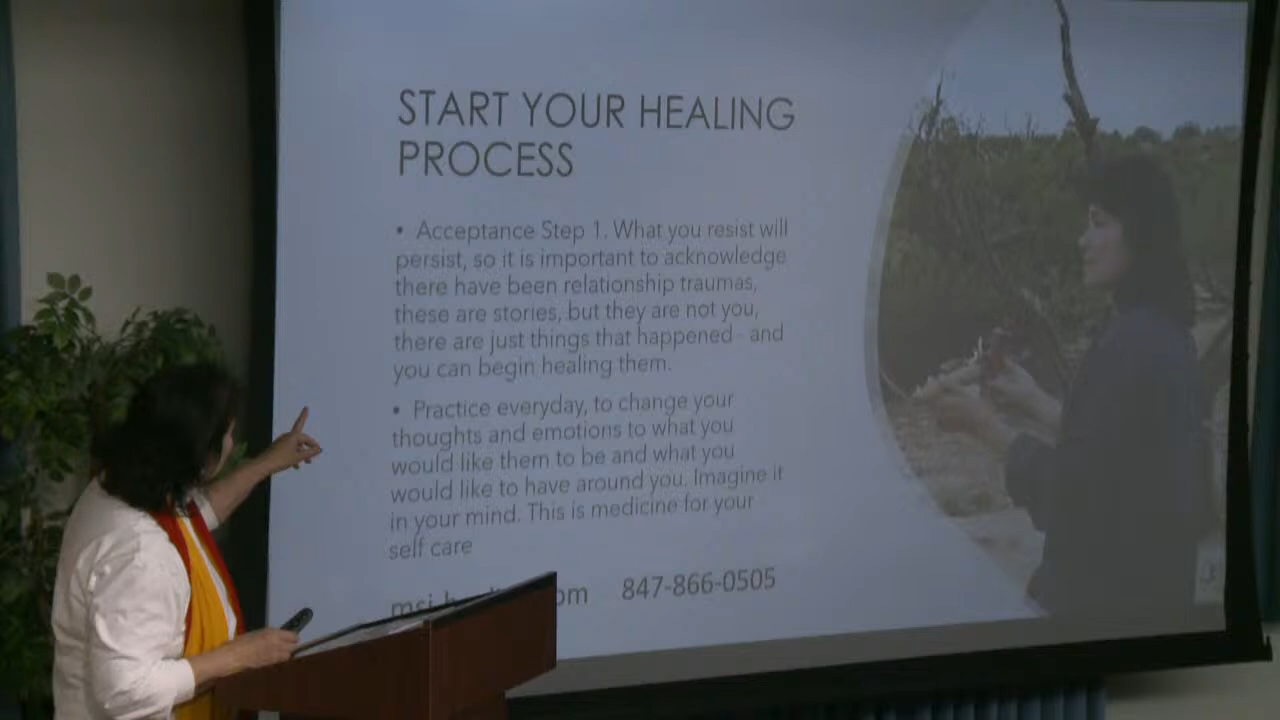 START YOUR HEALING
PROCESS
• Acceptance Step 1. What you resist will
persist, so it is important to acknowledge
there have been relationship traumas,
these are stories, but they are not you,
there are just things that happened - and
you can begin healing them.
• Practice everyday, to change your
thoughts and emotions to what you
would like them to be and what you
would like to have around you. Imagine it
in your mind. This is medicine for your
self care
847-866-0505